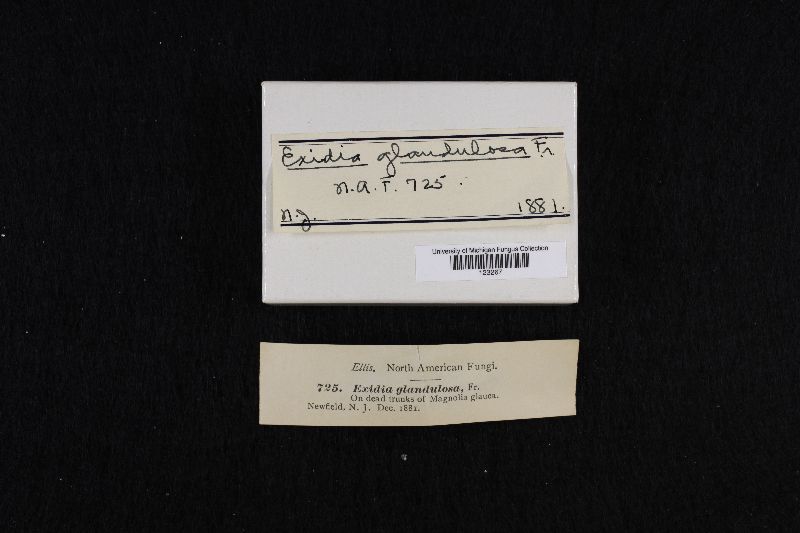 Exidia glandulosa Fr.
N.A.F. 725.
N.J. 1881.
University of Michigan Fungus Collection
123267
Ellis. North American Fungi.
725. Exidia glandulosa, Fr.
On dead trunks of Magnolia glauca.
Newfield, N. J. Dec. 1881.